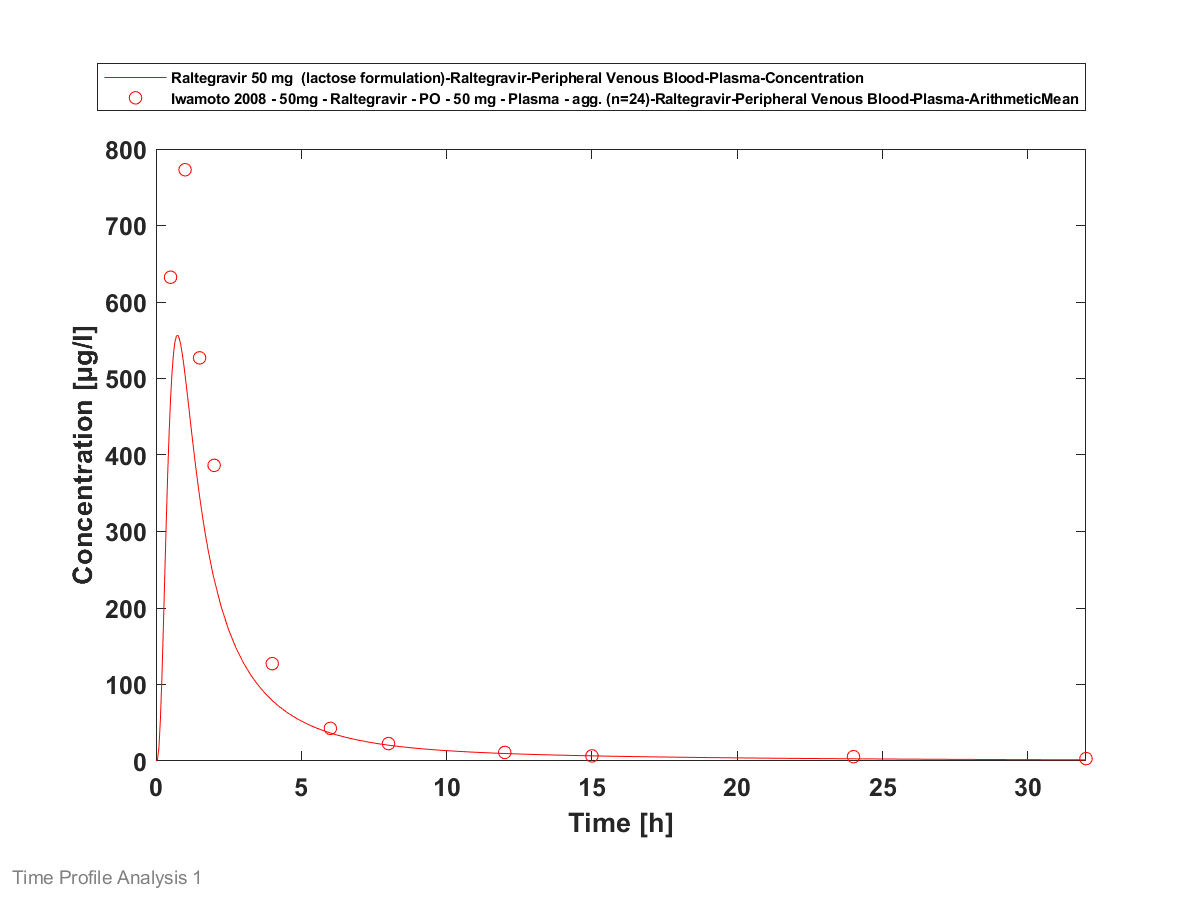 Raltegravir 50 mg  (lactose formulation)-Raltegravir-Peripheral Venous Blood-Plasma-Concentration
Iwamoto 2008 - 50mg - Raltegravir - PO - 50 mg - Plasma - agg. (n=24)-Raltegravir-Peripheral Venous Blood-Plasma-ArithmeticMean
800
700
600
500
400
300
200
100
0
Concentration [µg/l]
0 5 10 15 20 25 30
Time [h]
Time Profile Analysis 1